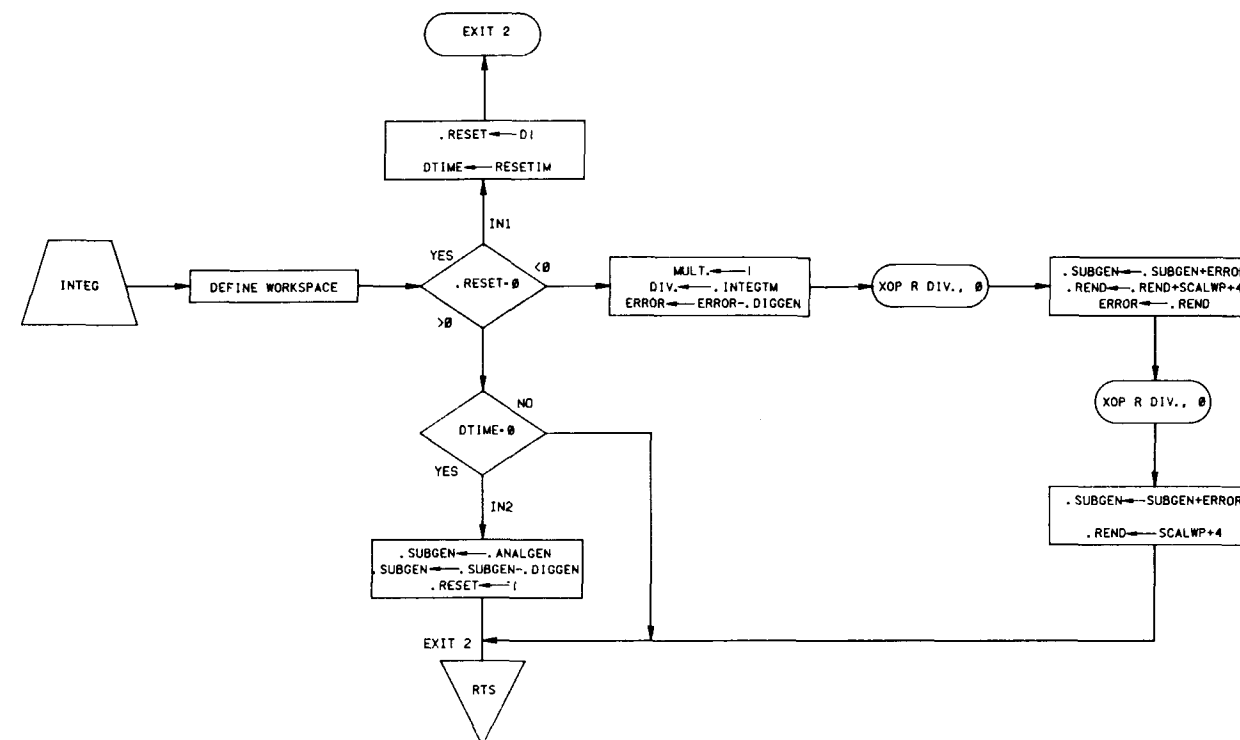 EXIT 2
.RESET←D1
DTIME←RESETIM
IN1
YES
<0
INTEG
DEFINE WORKSPACE
.RESET=0
>0
MULT.←1
DIV.←.INTEGTM
ERROR←ERROR-.DIGGEN
XOP R DIV., 0
.SUBGEN←.SUBGEN+ERROR
.REND←.REND+SCALWP+4
ERROR←.REND
XOP R DIV., 0
NO
DTIME=0
YES
IN2
.SUBGEN←SUBGEN+ERROR
.REND←SCALWP+4
.SUBGEN←.ANALGEN
.SUBGEN←.SUBGEN-.DIGGEN
.RESET←1
EXIT 2
RTS